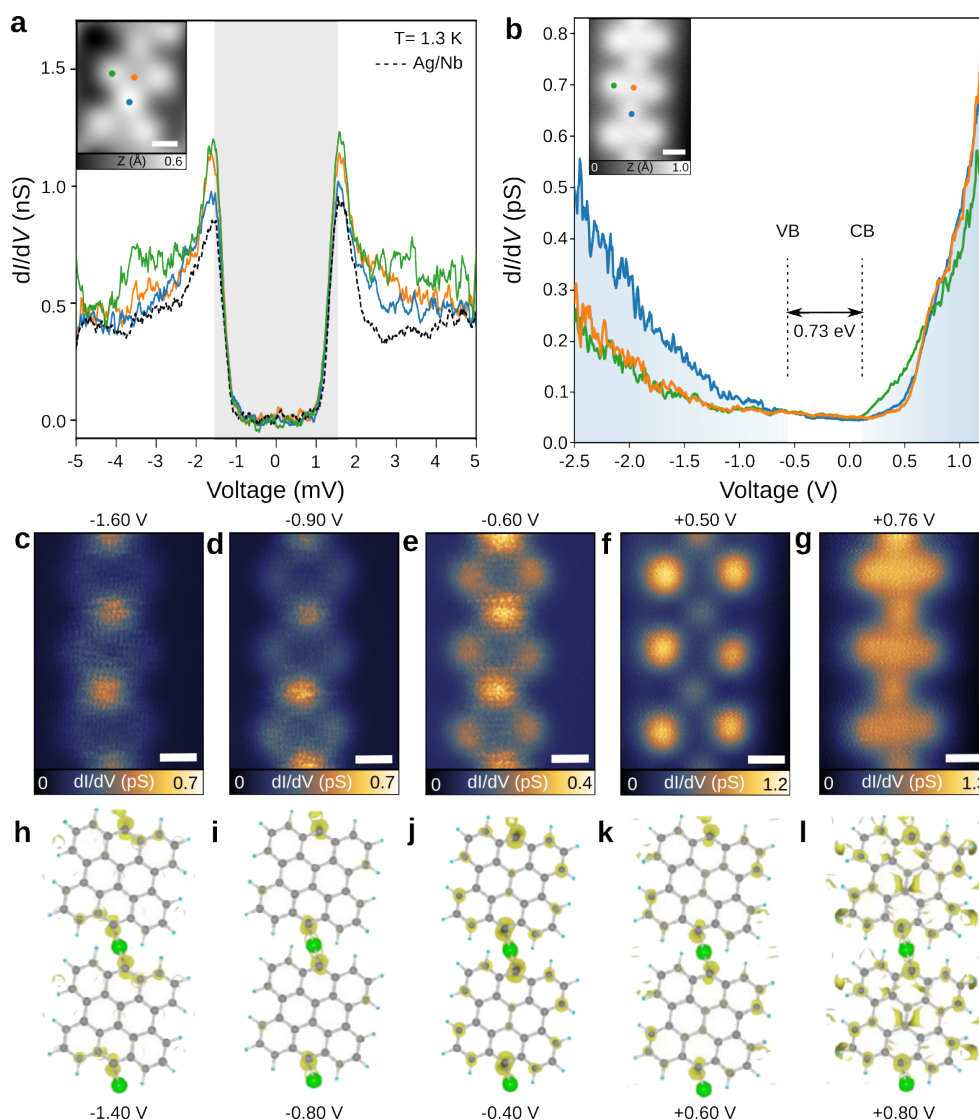 a
T= 1.3 K
Ag/Nb
Z (Å) 0.6
dI/dV (nS)
1.5
1.0
0.5
0.0
-5 -4 -3 -2 -1 0 1 2 3 4 5
Voltage (mV)
b
0 Z (Å) 1.0
VB CB
0.73 eV
dI/dV (pS)
0.8
0.7
0.6
0.5
0.4
0.3
0.2
0.1
0.0
-2.5 -2.0 -1.5 -1.0 -0.5 0.0 0.5 1.0
Voltage (V)
-1.60 V -0.90 V -0.60 V +0.50 V +0.76 V
c d e f g
0 dI/dV (pS) 0.7
0 dI/dV (pS) 0.7
0 dI/dV (pS) 0.4
0 dI/dV (pS) 1.2
0 dI/dV (pS) 1.3
h i j k l
-1.40 V -0.80 V -0.40 V +0.60 V +0.80 V